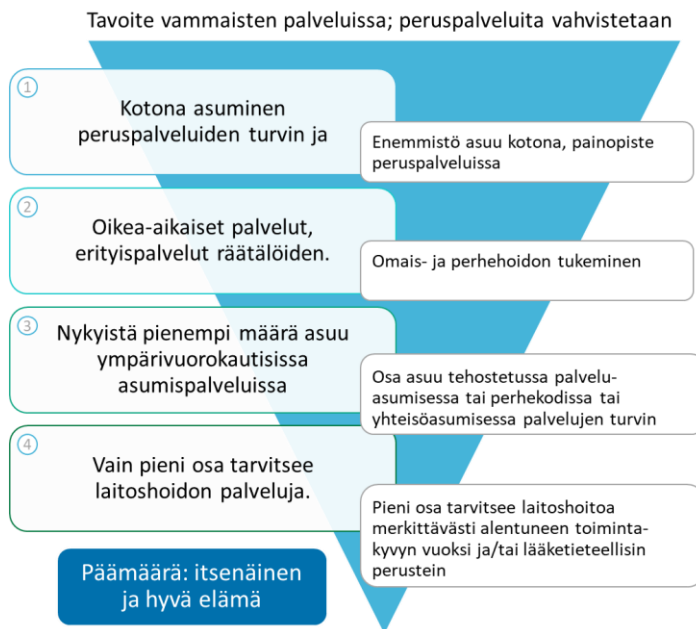 Tavoite vammaisten palveluissa; peruspalveluita vahvistetaan
1
Kotona asuminen
peruspalveluiden turvin ja
Enemmistö asuu kotona, painopiste
peruspalveluissa
2
Oikea-aikaiset palvelut,
erityispalvelut räätälöiden.
Omais- ja perhehoidon tukeminen
3
Nykyistä pienempi määrä asuu
ympärivuorokautisissa
asumispalveluissa
Osa asuu tehostetussa palvelu-
asumisessa tai perhekodissa tai
yhteisöasumisessa palvelujen turvin
4
Vain pieni osa tarvitsee
laitoshoidon palveluja.
Pieni osa tarvitsee laitoshoitoa
merkittävästi alentuneen toiminta-
kyvyn vuoksi ja/tai lääketieteellisin
perustein
Päämäärä: itsenäinen
ja hyvä elämä